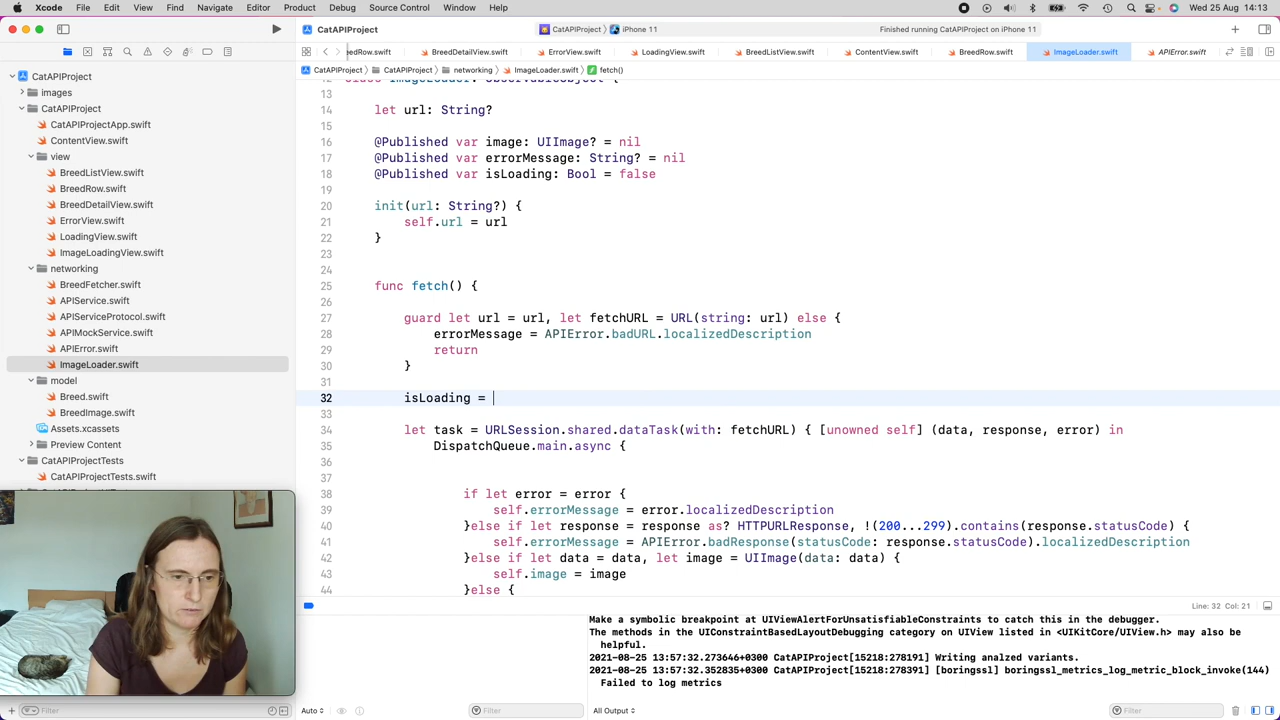 Xcode File Edit View Find Navigate Editor Product Debug Source Control Window Help
Wed 25 Aug 14:13
CatAPIProject
CatAPIProject
iPhone 11
Finished running CatAPIProject on iPhone 11
eedRow.swift
BreedDetailView.swift
ErrorView.swift
LoadingView.swift
BreedListView.swift
ContentView.swift
BreedRow.swift
ImageLoader.swift
APIError.swift
CatAPIProject
CatAPIProject
networking
ImageLoader.swift
fetch()
CatAPIProject
images
CatAPIProject
CatAPIProjectApp.swift
ContentView.swift
view
BreedListView.swift
BreedRow.swift
BreedDetailView.swift
ErrorView.swift
LoadingView.swift
ImageLoadingView.swift
networking
BreedFetcher.swift
APIService.swift
APIServiceProtocol.swift
APIMockService.swift
APIError.swift
ImageLoader.swift
model
Breed.swift
BreedImage.swift
Assets.xcassets
Preview Content
CatAPIProjectTests
CatAPIProjectTests.swift
13
14 let url: String?
15
16 @Published var image: UIImage? = nil
17 @Published var errorMessage: String? = nil
18 @Published var isLoading: Bool = false
19
20 init(url: String?) {
21 self.url = url
22 }
23
24
25 func fetch() {
26
27 guard let url = url, let fetchURL = URL(string: url) else {
28 errorMessage = APIError.badURL.localizedDescription
29 return
30 }
31
32 isLoading =
33
34 let task = URLSession.shared.dataTask(with: fetchURL) { [unowned self] (data, response, error) in
35 DispatchQueue.main.async {
36
37
38 if let error = error {
39 self.errorMessage = error.localizedDescription
40 }else if let response = response as? HTTPURLResponse, !(200...299).contains(response.statusCode) {
41 self.errorMessage = APIError.badResponse(statusCode: response.statusCode).localizedDescription
42 }else if let data = data, let image = UIImage(data: data) {
43 self.image = image
44 }else {
Line: 32 Col: 21
Make a symbolic breakpoint at UIViewAlertForUnsatisfiableConstraints to catch this in the debugger.
The methods in the UIConstraintBasedLayoutDebugging category on UIView listed in <UIKitCore/UIView.h> may also be
helpful.
2021-08-25 13:57:32.273646+0300 CatAPIProject[15218:278191] Writing analzed variants.
2021-08-25 13:57:32.352835+0300 CatAPIProject[15218:278391] [boringssl] boringssl_metrics_log_metric_block_invoke(144)
Failed to log metrics
Filter
Auto
Filter
All Output
Filter